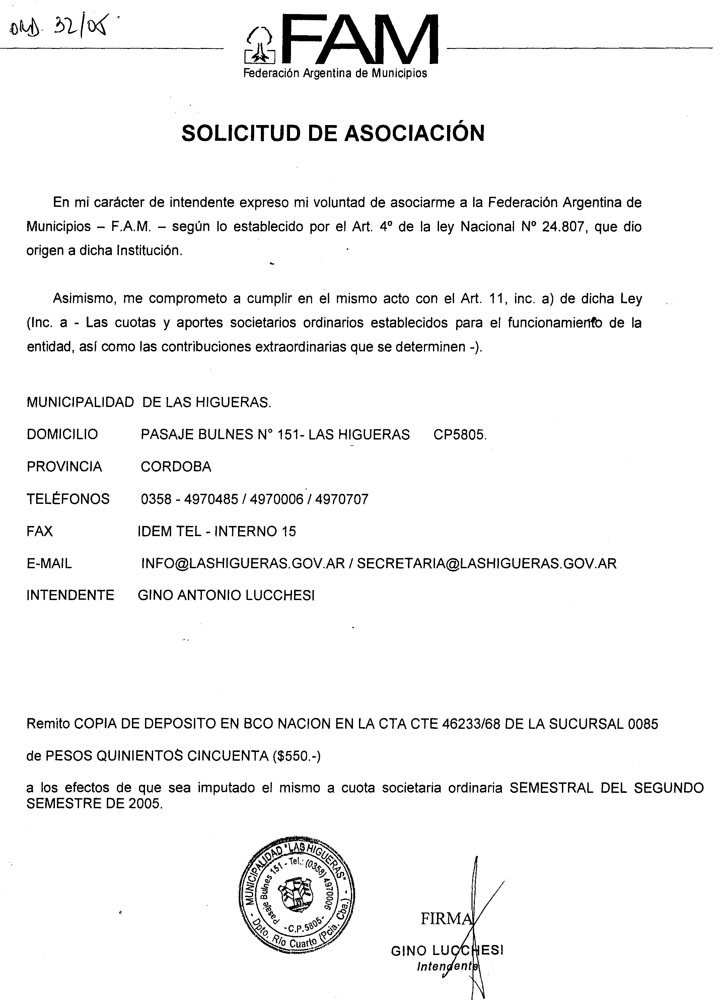 ORD. 32/05
FAM
Federación Argentina de Municipios
SOLICITUD DE ASOCIACIÓN
En mi carácter de intendente expreso mi voluntad de asociarme a la Federación Argentina de
Municipios – F.A.M. – según lo establecido por el Art. 4º de la ley Nacional Nº 24.807, que dio
origen a dicha Institución.
Asimismo, me comprometo a cumplir en el mismo acto con el Art. 11, inc. a) de dicha Ley
(Inc. a - Las cuotas y aportes societarios ordinarios establecidos para el funcionamiento de la
entidad, así como las contribuciones extraordinarias que se determinen -).
MUNICIPALIDAD DE LAS HIGUERAS.
DOMICILIO PASAJE BULNES N° 151- LAS HIGUERAS CP5805.
PROVINCIA CORDOBA
TELÉFONOS 0358 - 4970485 / 4970006 / 4970707
FAX IDEM TEL - INTERNO 15
E-MAIL INFO@LASHIGUERAS.GOV.AR / SECRETARIA@LASHIGUERAS.GOV.AR
INTENDENTE GINO ANTONIO LUCCHESI
Remito COPIA DE DEPOSITO EN BCO NACION EN LA CTA CTE 46233/68 DE LA SUCURSAL 0085
de PESOS QUINIENTOS CINCUENTA ($550.-)
a los efectos de que sea imputado el mismo a cuota societaria ordinaria SEMESTRAL DEL SEGUNDO
SEMESTRE DE 2005.
MUNICIPALIDAD "LAS HIGUERAS"
Pasaje Bulnes 151 - Tel.: (0358) 4970006
- C.P. 5805 -
- Dpto. Río Cuarto (Pcia. Cba.) -
FIRMA
GINO LUCCHESI
Intendente